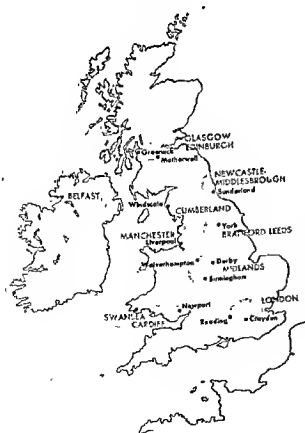 GLASGOW
EDINBURGH
Greenock
Motherwell
NEWCASTLE-
MIDDLESBROUGH
Sunderland
BELFAST
Windscale
CUMBERLAND
MANCHESTER
Liverpool
York
BRADFORD LEEDS
Wolverhampton
Derby
MIDLANDS
Birmingham
SWANSEA
CARDIFF
Newport
LONDON
Reading
Croydon